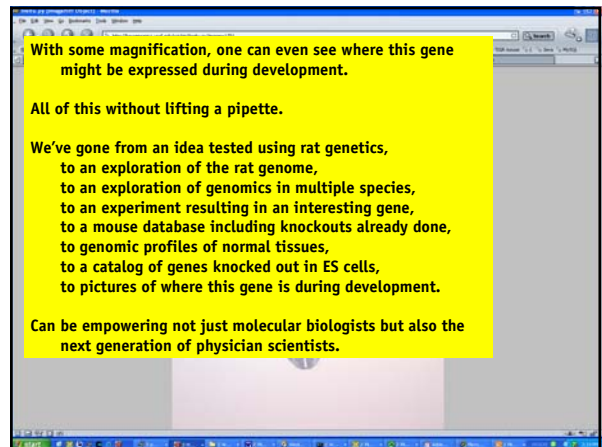 With some magnification, one can even see where this gene
might be expressed during development.
All of this without lifting a pipette.
We've gone from an idea tested using rat genetics,
to an exploration of the rat genome,
to an exploration of genomics in multiple species,
to an experiment resulting in an interesting gene,
to a mouse database including knockouts already done,
to genomic profiles of normal tissues,
to a catalog of genes knocked out in ES cells,
to pictures of where this gene is during development.
Can be empowering not just molecular biologists but also the
next generation of physician scientists.
Search
start